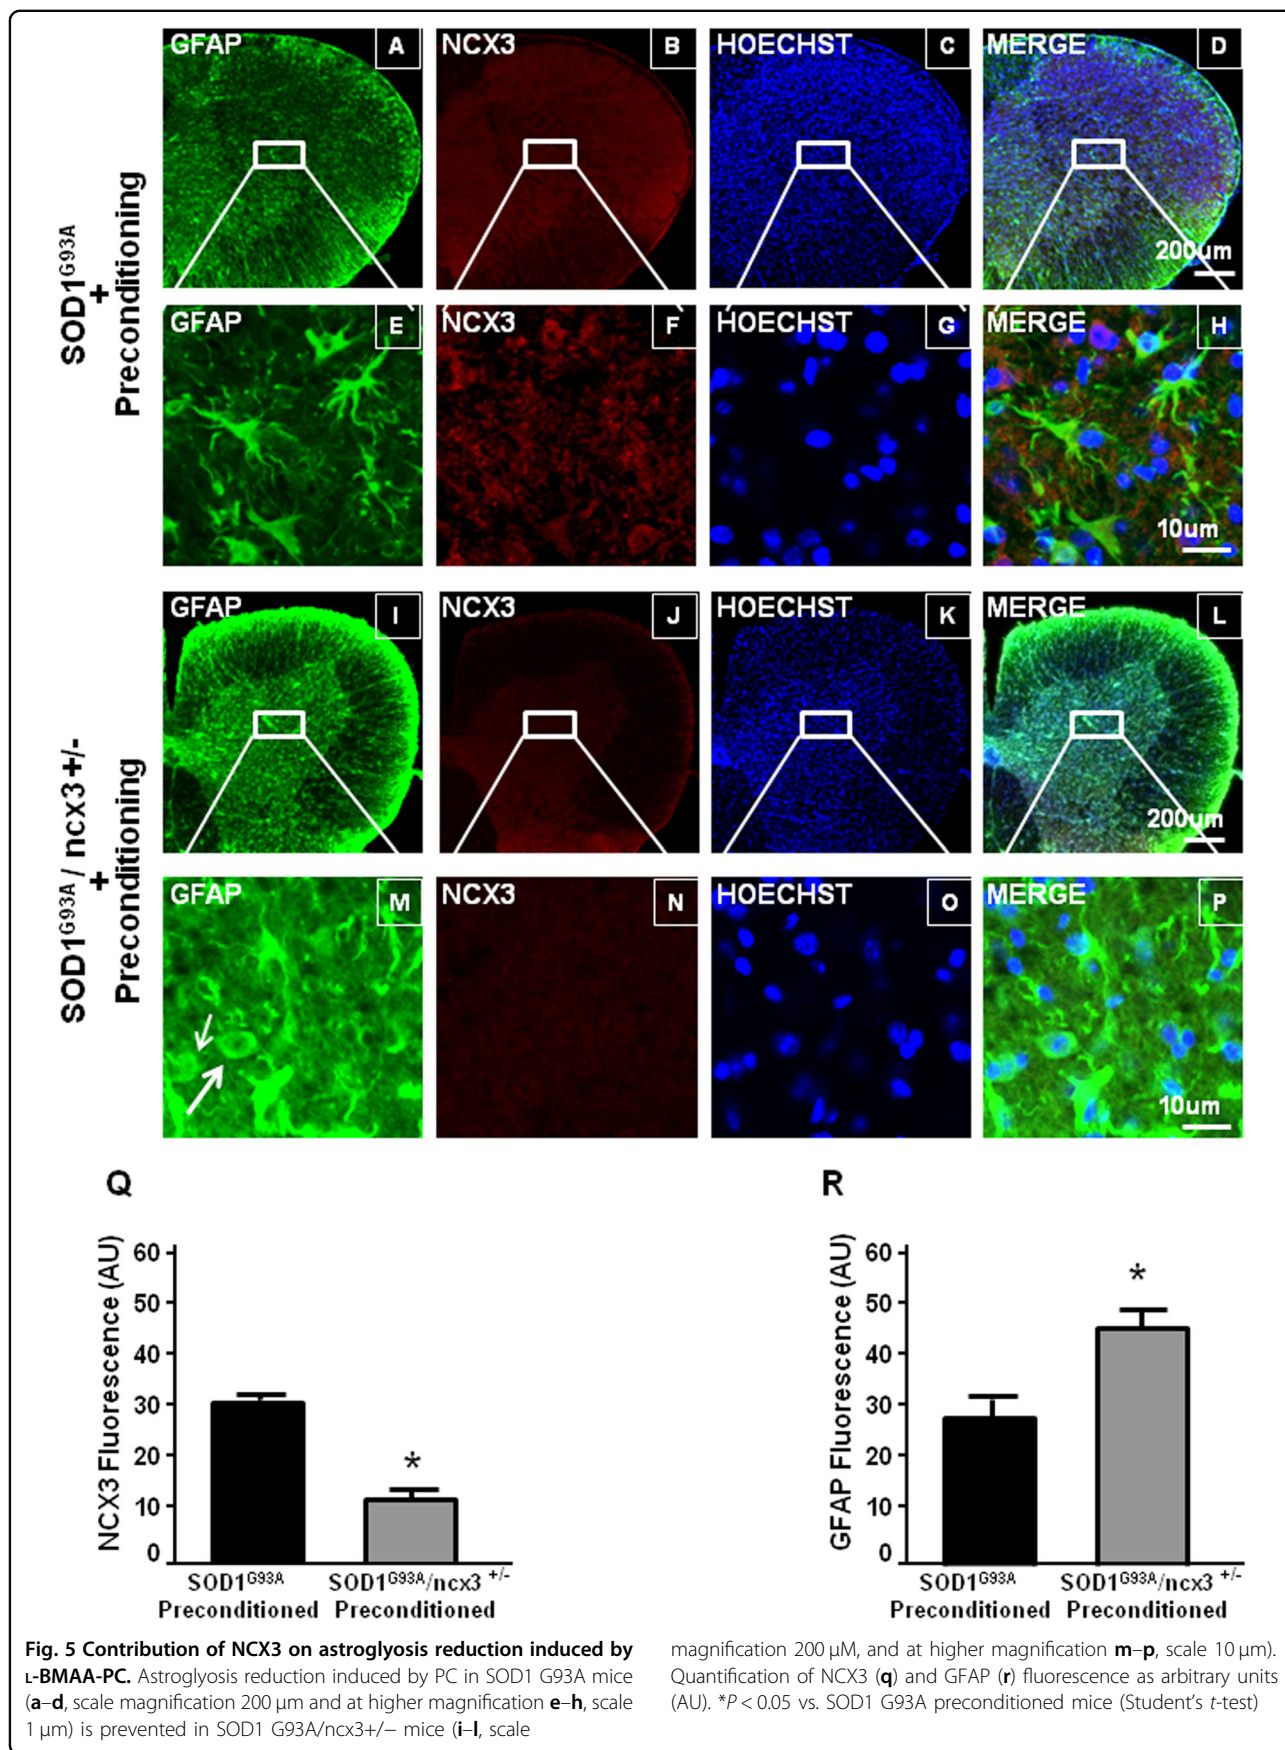 GFAP A NCX3 B HOECHST C MERGE D
200um
SOD1G93A
+
Preconditioning
GFAP E NCX3 F HOECHST G MERGE H
10um
GFAP I NCX3 J HOECHST K MERGE L
200um
SOD1G93A / ncx3 +/-
+
Preconditioning
GFAP M NCX3 N HOECHST O MERGE P
10um
Q
NCX3 Fluorescence (AU)
60
50
40
30
20
10
0
*
SOD1G93A
Preconditioned
SOD1G93A/ncx3 +/-
Preconditioned
R
GFAP Fluorescence (AU)
60
50
40
30
20
10
0
*
SOD1G93A
Preconditioned
SOD1G93A/ncx3 +/-
Preconditioned
Fig. 5 Contribution of NCX3 on astroglyosis reduction induced by
L-BMAA-PC. Astroglyosis reduction induced by PC in SOD1 G93A mice
(a–d, scale magnification 200 µm and at higher magnification e–h, scale
1 µm) is prevented in SOD1 G93A/ncx3+/− mice (i–l, scale
magnification 200 µM, and at higher magnification m–p, scale 10 µm).
Quantification of NCX3 (q) and GFAP (r) fluorescence as arbitrary units
(AU). *P < 0.05 vs. SOD1 G93A preconditioned mice (Student's t-test)